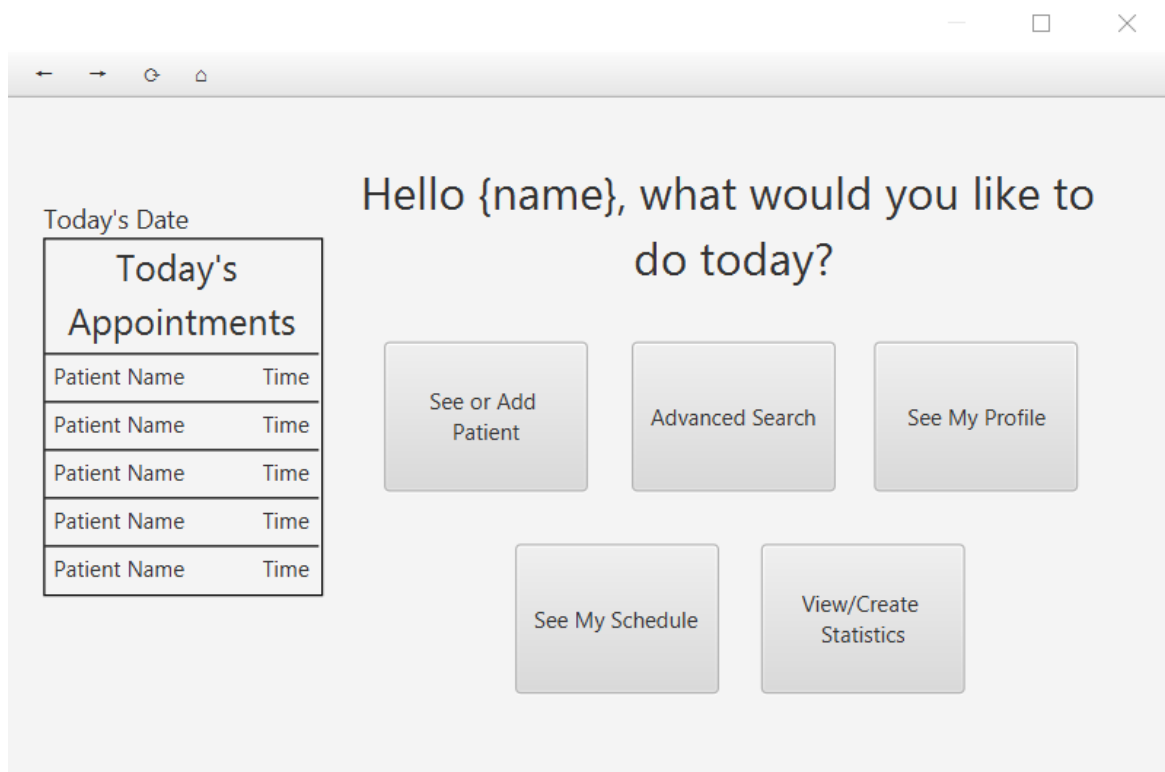 Hello {name}, what would you like to
do today?
Today's Date
Today's
Appointments
Patient Name Time
Patient Name Time
Patient Name Time
Patient Name Time
Patient Name Time
See or Add
Patient
Advanced Search
See My Profile
See My Schedule
View/Create
Statistics